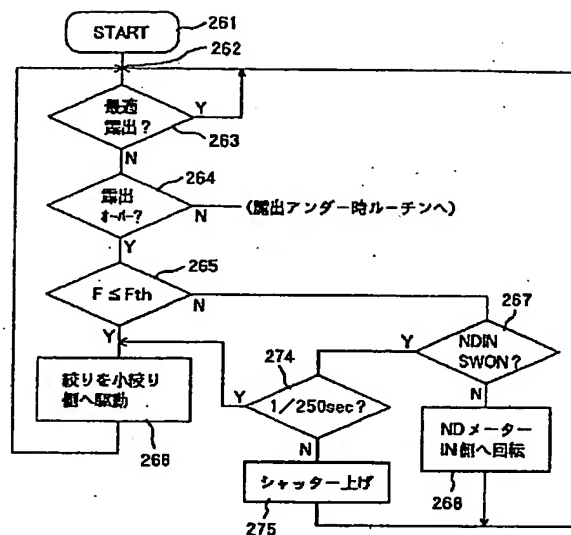 START
261
262
最適
露出？
Y
263
N
264
露出
オーバー？
N
(露出アンダー時ルーチンへ)
Y
265
F≦Fth
N
267
Y
Y
NDIN
SWON？
274
Y
N
絞りを小絞り
側へ駆動
1／250sec？
266
N
NDメーター
IN側へ回転
シャッター上げ
268
275